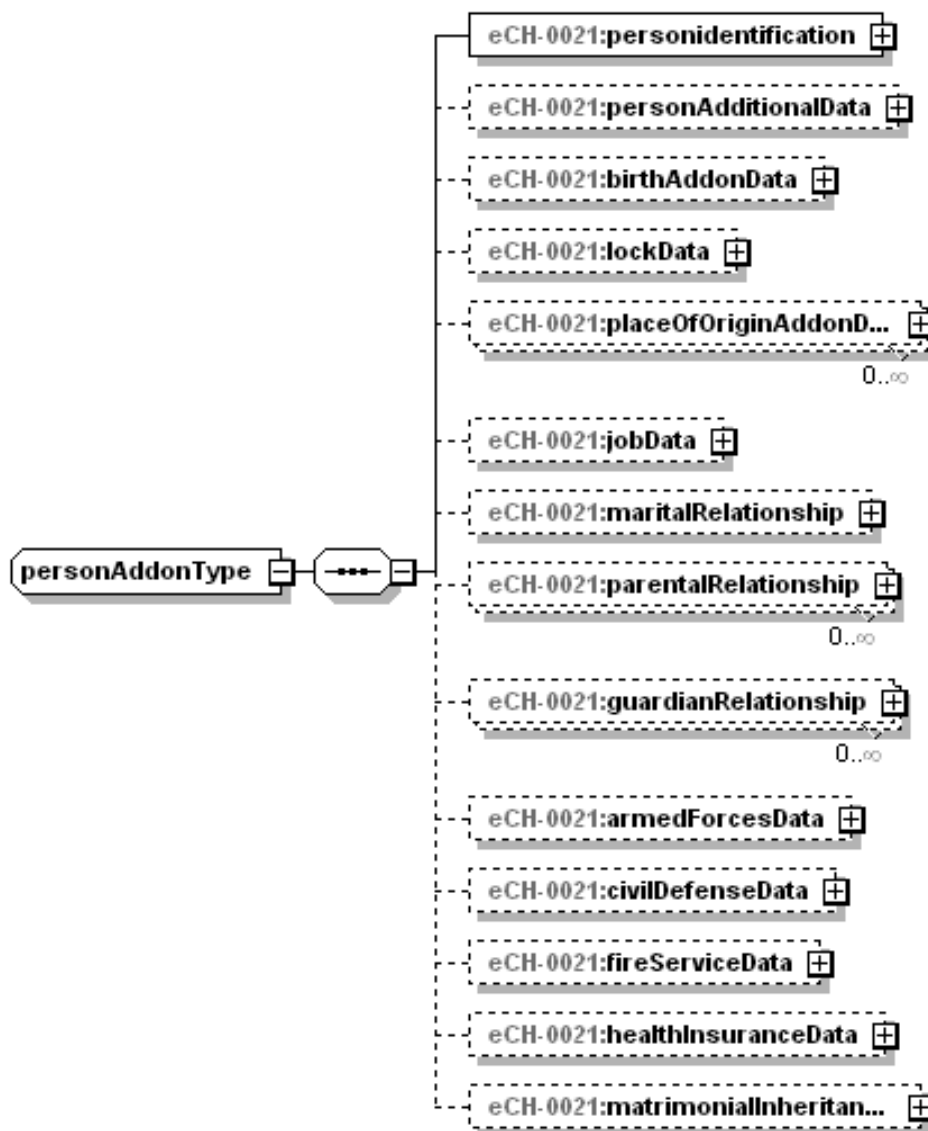 eCH-0021:personidentification
eCH-0021:personAdditionalData
eCH-0021:birthAddonData
eCH-0021:lockData
eCH-0021:placeOfOriginAddonD...
0..∞
eCH-0021:jobData
eCH-0021:maritalRelationship
personAddonType
eCH-0021:parentalRelationship
0..∞
eCH-0021:guardianRelationship
0..∞
eCH-0021:armedForcesData
eCH-0021:civilDefenseData
eCH-0021:fireServiceData
eCH-0021:healthInsuranceData
eCH-0021:matrimonialInheritan...